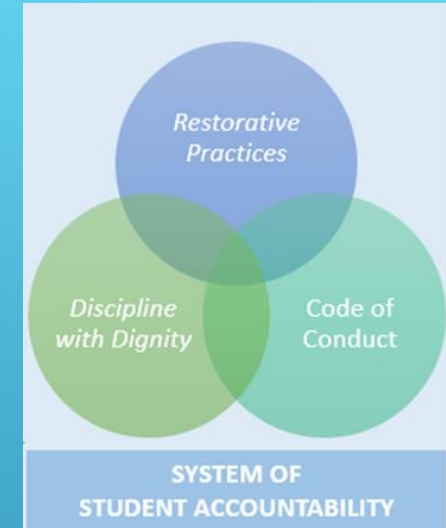 Restorative
Practices
Discipline
with Dignity
Code of
Conduct
SYSTEM OF
STUDENT ACCOUNTABILITY